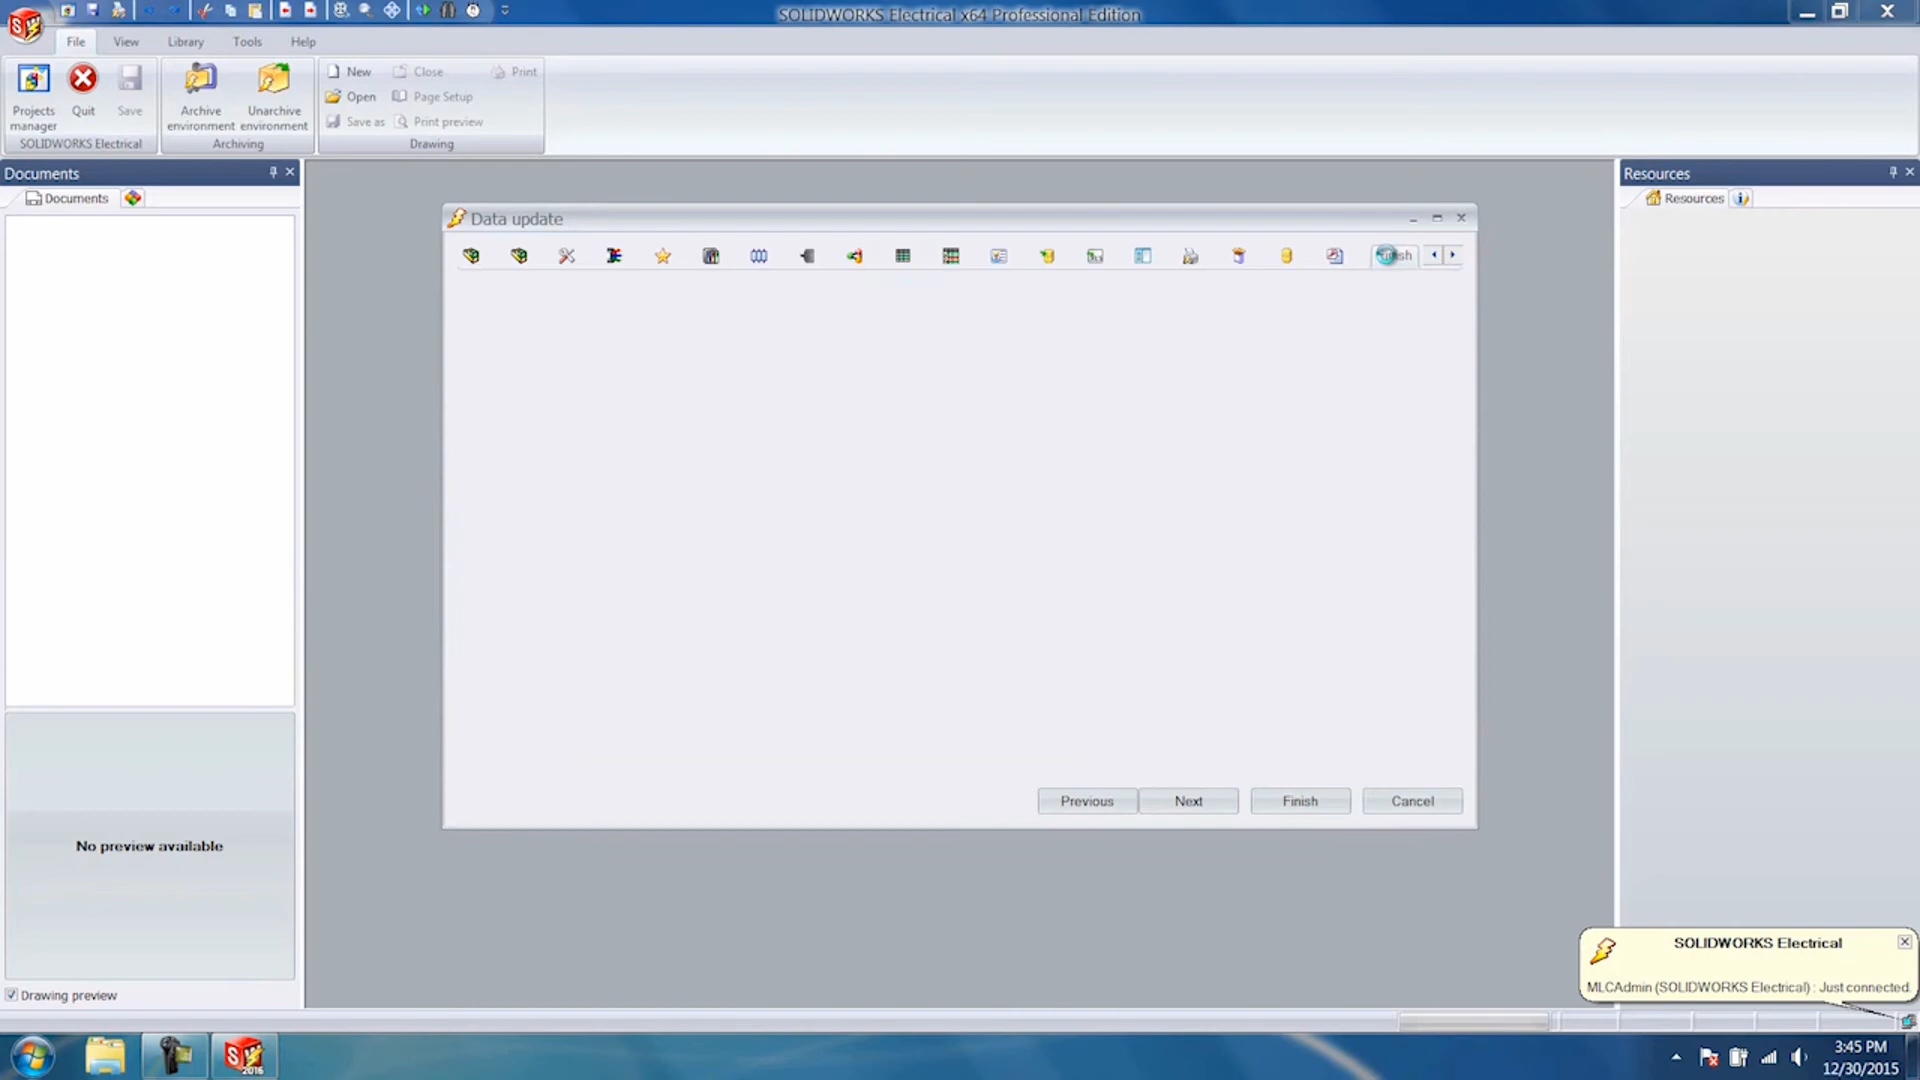 SOLIDWORKS Electrical x64 Professional Edition
File View Library Tools Help
Projects manager
Quit
Save
SOLIDWORKS Electrical
Archive environment
Unarchive environment
Archiving
New Close Print
Open Page Setup
Save as Print preview
Drawing
Documents
Documents
Resources
Resources
Data update
Previous Next Finish Cancel
No preview available
Drawing preview
SOLIDWORKS Electrical
MLCAdmin (SOLIDWORKS Electrical) : Just connected.
SW
2016
3:45 PM
12/30/2015